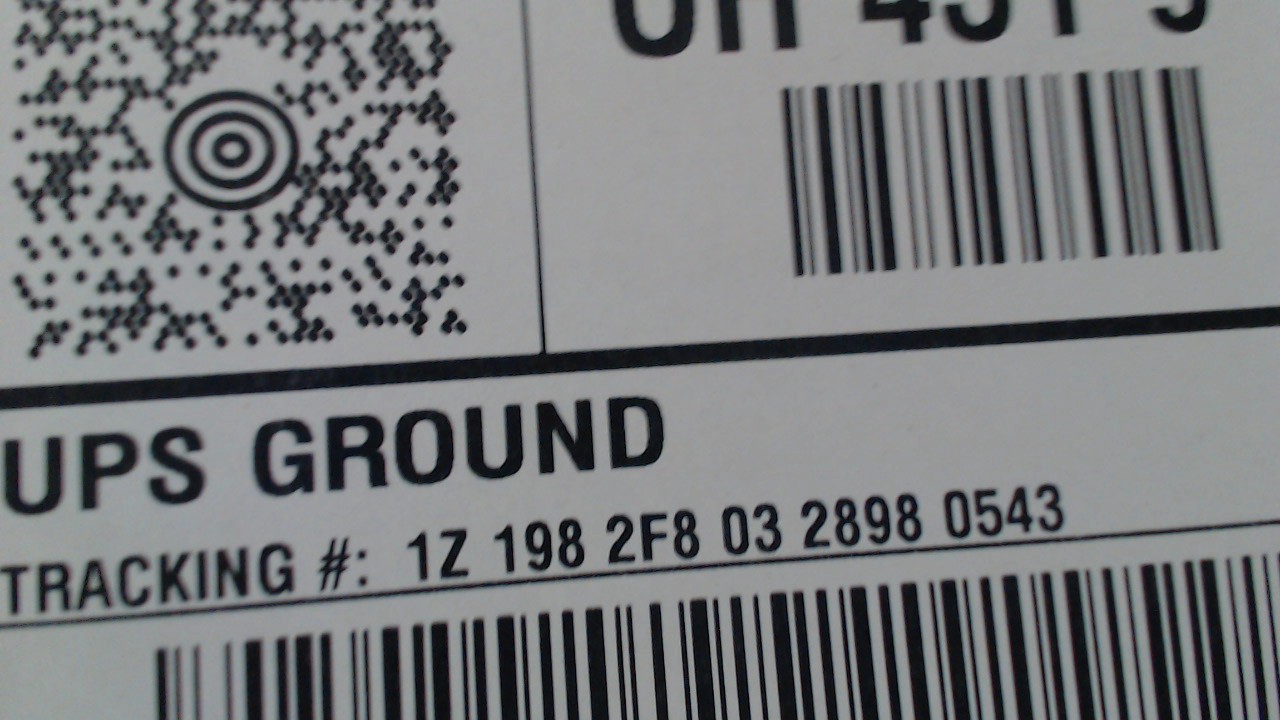 UPS GROUND
TRACKING #: 1Z 198 2F8 03 2898 0543